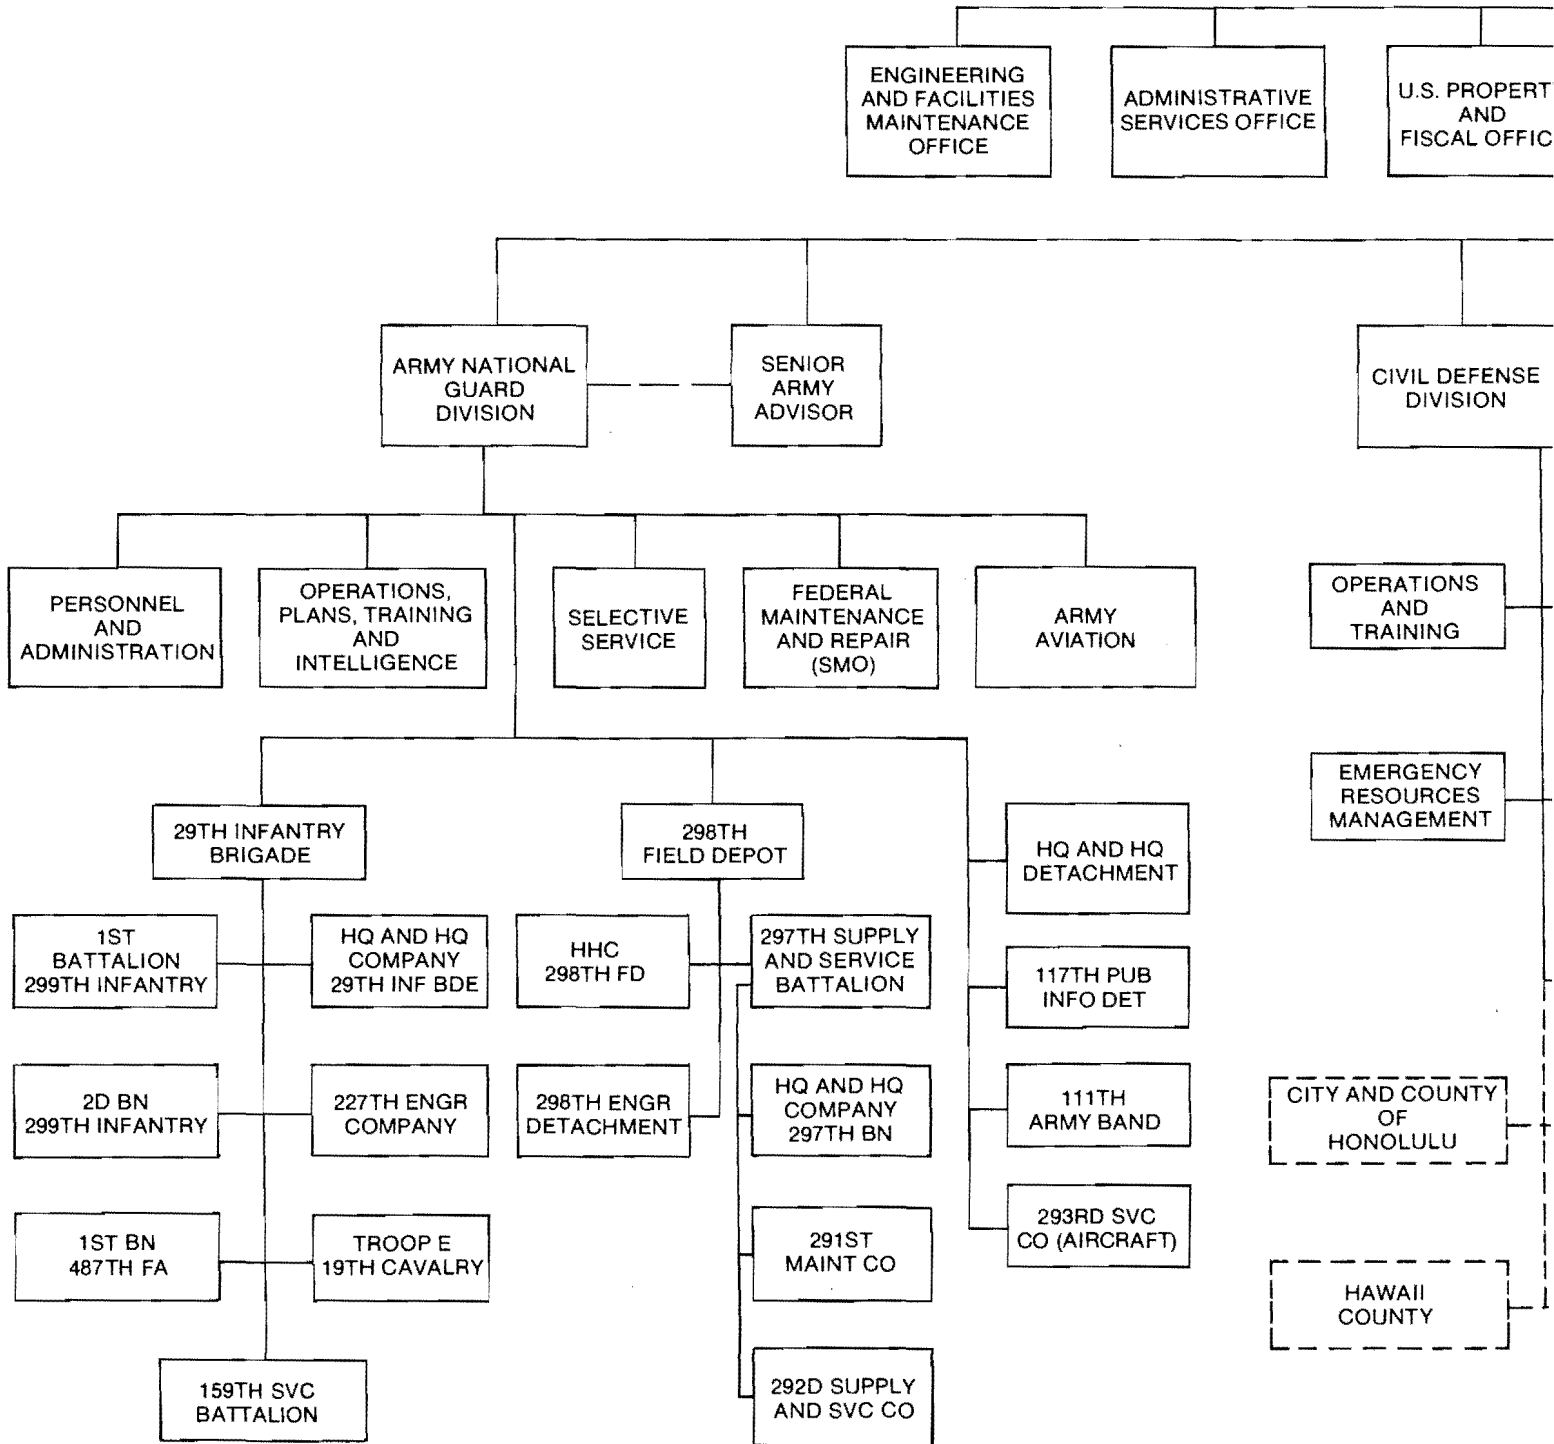 ENGINEERING
AND FACILITIES
MAINTENANCE
OFFICE
ADMINISTRATIVE
SERVICES OFFICE
U.S. PROPERT
AND
FISCAL OFFIC
ARMY NATIONAL
GUARD
DIVISION
SENIOR
ARMY
ADVISOR
CIVIL DEFENSE
DIVISION
PERSONNEL
AND
ADMINISTRATION
OPERATIONS,
PLANS, TRAINING
AND
INTELLIGENCE
SELECTIVE
SERVICE
FEDERAL
MAINTENANCE
AND REPAIR
(SMO)
ARMY
AVIATION
OPERATIONS
AND
TRAINING
EMERGENCY
RESOURCES
MANAGEMENT
29TH INFANTRY
BRIGADE
298TH
FIELD DEPOT
HQ AND HQ
DETACHMENT
1ST
BATTALION
299TH INFANTRY
HQ AND HQ
COMPANY
29TH INF BDE
HHC
298TH FD
297TH SUPPLY
AND SERVICE
BATTALION
117TH PUB
INFO DET
2D BN
299TH INFANTRY
227TH ENGR
COMPANY
298TH ENGR
DETACHMENT
HQ AND HQ
COMPANY
297TH BN
111TH
ARMY BAND
CITY AND COUNTY
OF
HONOLULU
1ST BN
487TH FA
TROOP E
19TH CAVALRY
291ST
MAINT CO
293RD SVC
CO (AIRCRAFT)
HAWAII
COUNTY
159TH SVC
BATTALION
292D SUPPLY
AND SVC CO